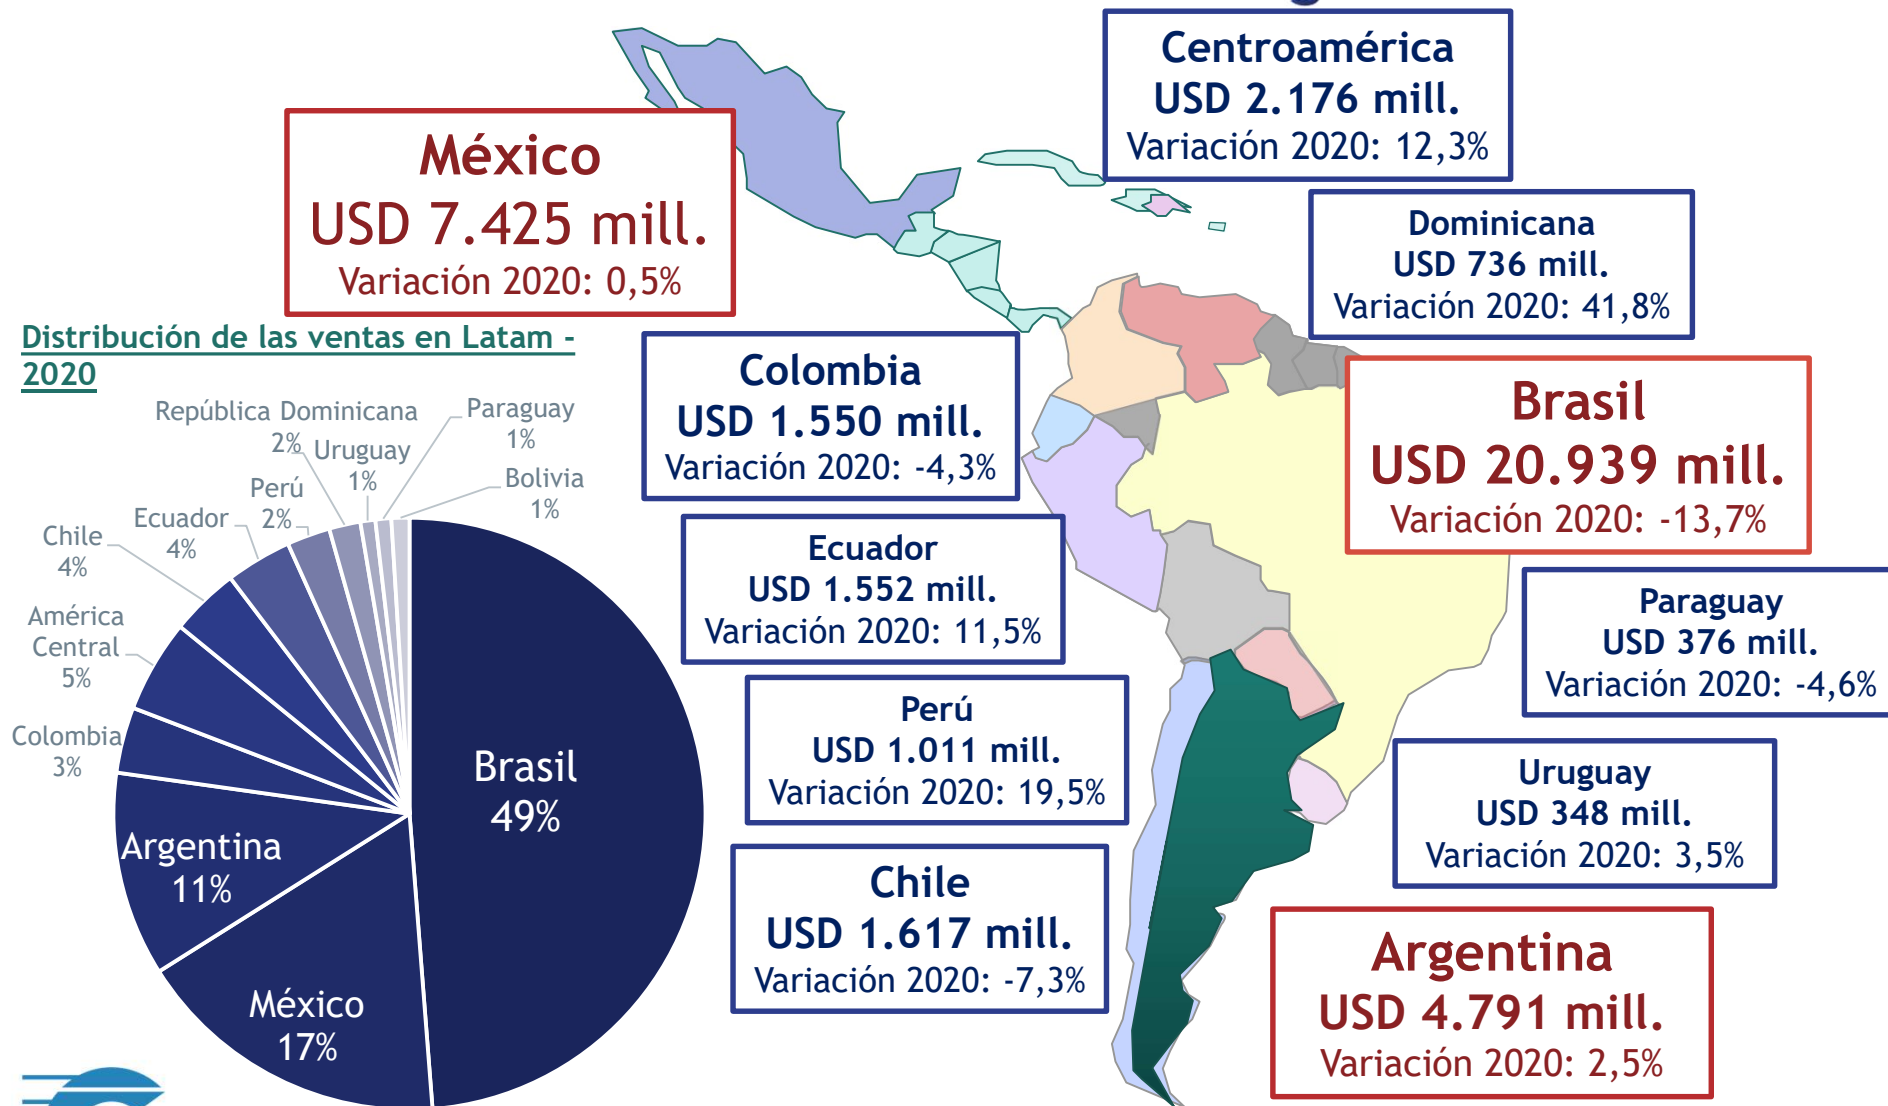 Centroamérica
USD 2.176 mill.
Variación 2020: 12,3%
México
USD 7.425 mill.
Variación 2020: 0,5%
Dominicana
USD 736 mill.
Variación 2020: 41,8%
Distribución de las ventas en Latam -
2020
Colombia
USD 1.550 mill.
Variación 2020: -4,3%
Brasil
USD 20.939 mill.
Variación 2020: -13,7%
Ecuador
USD 1.552 mill.
Variación 2020: 11,5%
Paraguay
USD 376 mill.
Variación 2020: -4,6%
Perú
USD 1.011 mill.
Variación 2020: 19,5%
Uruguay
USD 348 mill.
Variación 2020: 3,5%
Chile
USD 1.617 mill.
Variación 2020: -7,3%
Argentina
USD 4.791 mill.
Variación 2020: 2,5%
República Dominicana
2%
Uruguay
1%
Paraguay
1%
Bolivia
1%
Perú
2%
Ecuador
4%
Chile
4%
América
Central
5%
Colombia
3%
Argentina
11%
México
17%
Brasil
49%